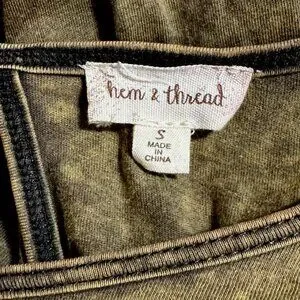 hem & thread
S
MADE IN
CHINA